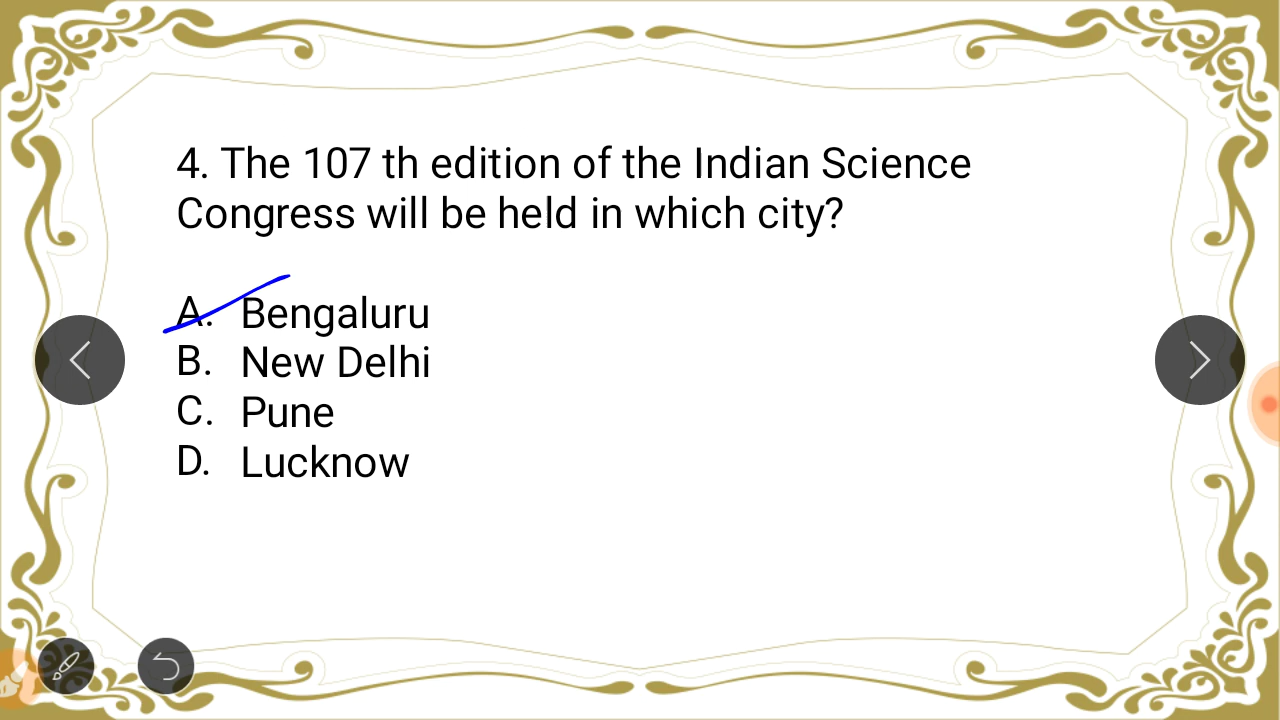 4. The 107 th edition of the Indian Science
Congress will be held in which city?
A. Bengaluru
B. New Delhi
C. Pune
D. Lucknow